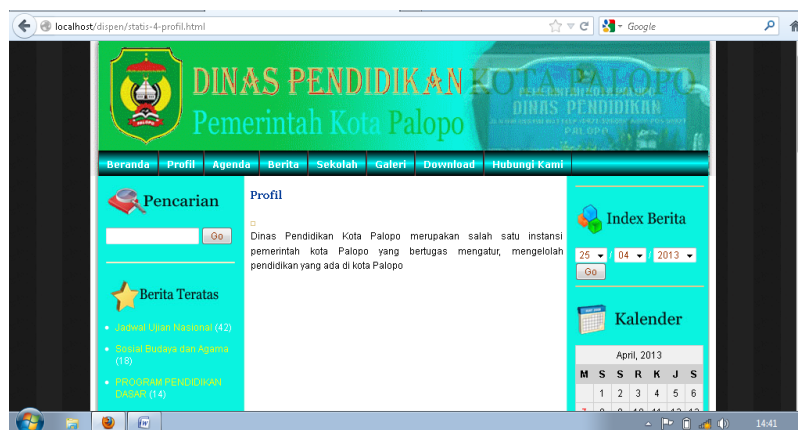 localhost/dispen/statis-4-profil.html
Google
DINAS PENDIDIKAN KOTA PALOPO
Pemerintah Kota Palopo
DINAS PENDIDIKAN
PALOPO
Beranda Profil Agenda Berita Sekolah Galeri Download Hubungi Kami
Pencarian
Go
Berita Teratas
Jadwal Ujian Nasional (42)
Sosial Budaya dan Agama
(18)
PROGRAM PENDIDIKAN
DASAR (14)
Profil
Dinas Pendidikan Kota Palopo merupakan salah satu instansi
pemerintah kota Palopo yang bertugas mengatur, mengelolah
pendidikan yang ada di kota Palopo
Index Berita
25 / 04 / 2013
Go
Kalender
April, 2013
M S S R K J S
1 2 3 4 5 6
14:41